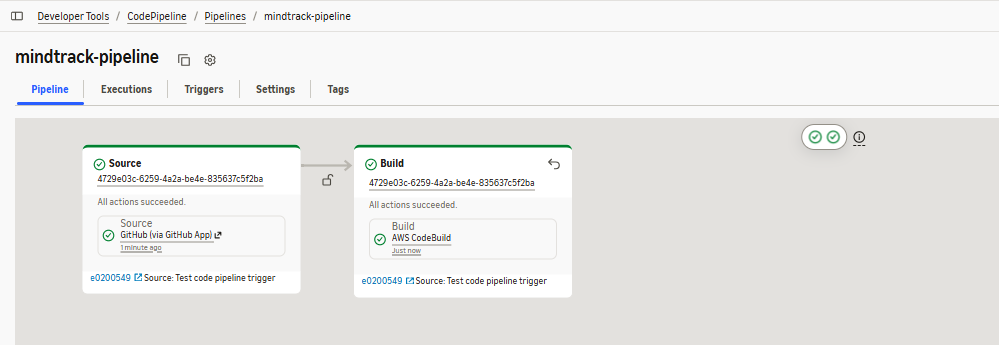 Developer Tools / CodePipeline / Pipelines / mindtrack-pipeline
mindtrack-pipeline
Pipeline Executions Triggers Settings Tags
Source
4729e03c-6259-4a2a-be4e-835637c5f2ba
All actions succeeded.
Source
GitHub (via GitHub App)
1 minute ago
e0200549 Source: Test code pipeline trigger
Build
4729e03c-6259-4a2a-be4e-835637c5f2ba
All actions succeeded.
Build
AWS CodeBuild
Just now
e0200549 Source: Test code pipeline trigger